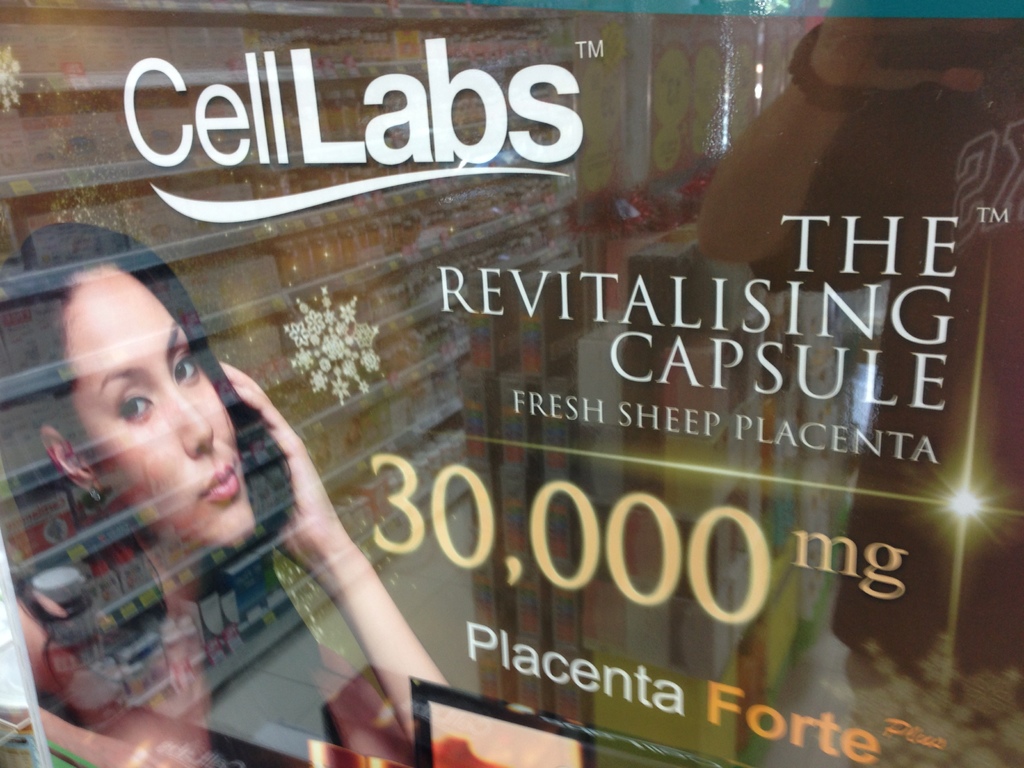 CellLabs™
THE™
REVITALISING
CAPSULE
FRESH SHEEP PLACENTA
30,000 mg
Placenta Forte Plus